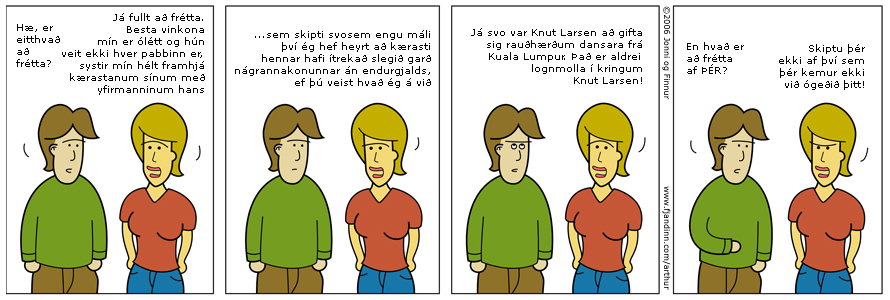 Hæ, er
eitthvað
að
frétta?
Já fullt að frétta.
Besta vinkona
mín er ólétt og hún
veit ekki hver pabbinn er,
systir mín hélt framhjá
kærastanum sínum með
yfirmanninum hans
...sem skipti svosem engu máli
því ég hef heyrt að kærasti
hennar hafi ítrekað slegið garð
nágrannakonunnar án endurgjalds,
ef þú veist hvað ég á við
Já svo var Knut Larsen að gifta
sig rauðhærðum dansara frá
Kuala Lumpur. Það er aldrei
lognmolla í kringum
Knut Larsen!
©2006 Jonni og Finnur
www.fjandinn.com/arthur
En hvað er
að frétta
af ÞÉR?
Skiptu þér
ekki af því sem
þér kemur ekki
við ógeðið þitt!